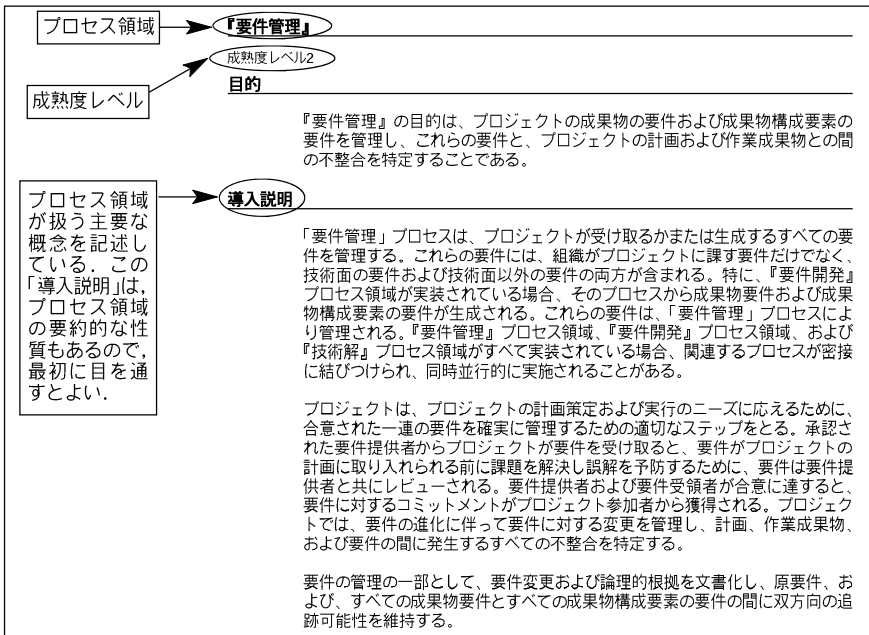 プロセス領域
『要件管理』
成熟度レベル2
成熟度レベル
目的
『要件管理』の目的は、プロジェクトの成果物の要件および成果物構成要素の
要件を管理し、これらの要件と、プロジェクトの計画および作業成果物との間
の不整合を特定することである。
プロセス領域
が扱う主要な
概念を記述し
ている．この
「導入説明」は，
プロセス領域
の要約的な性
質もあるので，
最初に目を通
すとよい．
導入説明
「要件管理」プロセスは、プロジェクトが受け取るかまたは生成するすべての要
件を管理する。これらの要件には、組織がプロジェクトに課す要件だけでなく、
技術面の要件および技術面以外の要件の両方が含まれる。特に、『要件開発』
プロセス領域が実装されている場合、そのプロセスから成果物要件および成果
物構成要素の要件が生成される。これらの要件は、「要件管理」プロセスによ
り管理される。『要件管理』プロセス領域、『要件開発』プロセス領域、および
『技術解』プロセス領域がすべて実装されている場合、関連するプロセスが密接
に結びつけられ、同時並行的に実施されることがある。
プロジェクトは、プロジェクトの計画策定および実行のニーズに応えるために、
合意された一連の要件を確実に管理するための適切なステップをとる。承認さ
れた要件提供者からプロジェクトが要件を受け取ると、要件がプロジェクトの
計画に取り入れられる前に課題を解決し誤解を予防するために、要件は要件提
供者と共にレビューされる。要件提供者および要件受領者が合意に達すると、
要件に対するコミットメントがプロジェクト参加者から獲得される。プロジェク
トでは、要件の進化に伴って要件に対する変更を管理し、計画、作業成果物、
および要件の間に発生するすべての不整合を特定する。
要件の管理の一部として、要件変更および論理的根拠を文書化し、原要件、お
よび、すべての成果物要件とすべての成果物構成要素の要件の間に双方向の追
跡可能性を維持する。